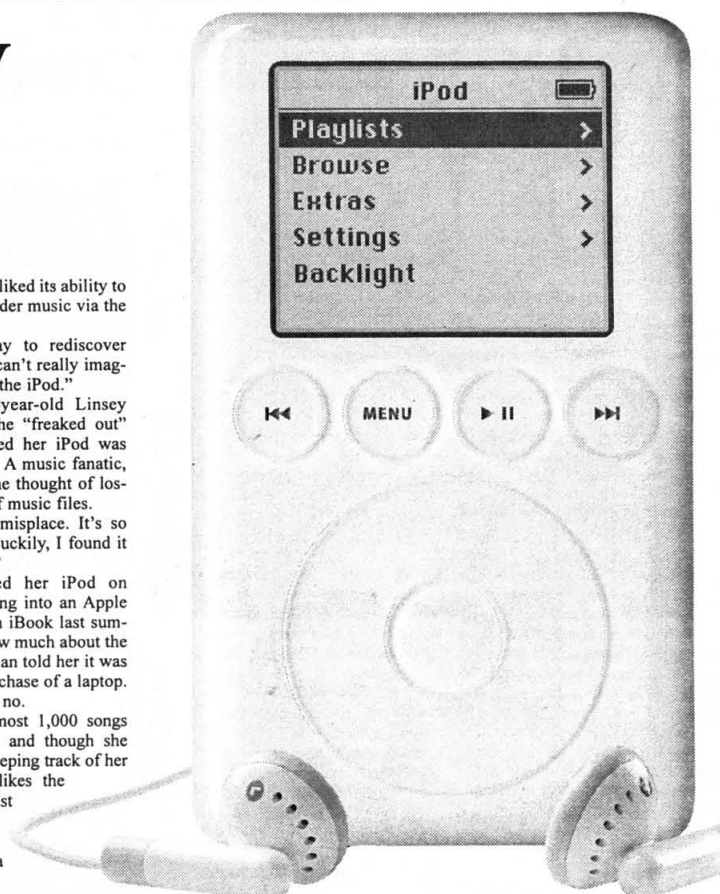 liked its ability to
der music via the
ay to rediscover
can't really imag-
the iPod."
-year-old Linsey
he "freaked out"
ed her iPod was
A music fanatic,
he thought of los-
f music files.
misplace. It's so
uckily, I found it
ed her iPod on
ng into an Apple
n iBook last sum-
w much about the
an told her it was
chase of a laptop.
no.
most 1,000 songs
and though she
eping track of her
likes the
st
iPod
Playlists >
Browse >
Extras >
Settings >
Backlight
MENU